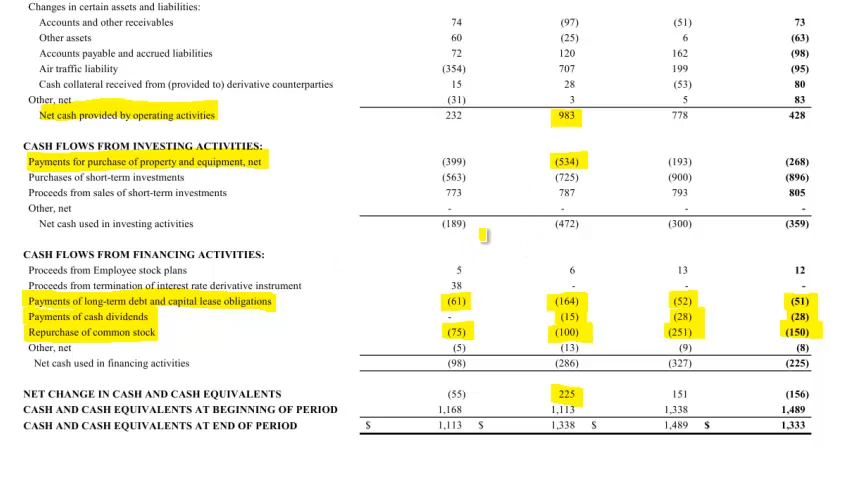 Changes in certain assets and liabilities:
Accounts and other receivables 74 (97) (51) 73
Other assets 60 (25) 6 (63)
Accounts payable and accrued liabilities 72 120 162 (98)
Air traffic liability (354) 707 199 (95)
Cash collateral received from (provided to) derivative counterparties 15 28 (53) 80
Other, net (31) 3 5 83
Net cash provided by operating activities 232 983 778 428
CASH FLOWS FROM INVESTING ACTIVITIES:
Payments for purchase of property and equipment, net (399) (534) (193) (268)
Purchases of short-term investments (563) (725) (900) (896)
Proceeds from sales of short-term investments 773 787 793 805
Other, net - - - -
Net cash used in investing activities (189) (472) (300) (359)
CASH FLOWS FROM FINANCING ACTIVITIES:
Proceeds from Employee stock plans 5 6 13 12
Proceeds from termination of interest rate derivative instrument 38 - - -
Payments of long-term debt and capital lease obligations (61) (164) (52) (51)
Payments of cash dividends - (15) (28) (28)
Repurchase of common stock (75) (100) (251) (150)
Other, net (5) (13) (9) (8)
Net cash used in financing activities (98) (286) (327) (225)
NET CHANGE IN CASH AND CASH EQUIVALENTS (55) 225 151 (156)
CASH AND CASH EQUIVALENTS AT BEGINNING OF PERIOD 1,168 1,113 1,338 1,489
CASH AND CASH EQUIVALENTS AT END OF PERIOD $ 1,113 $ 1,338 $ 1,489 $ 1,333